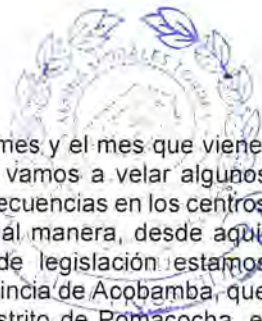 mes y el mes que viene
vamos a velar algunos
ecuencias en los centros
al manera, desde aquí
de legislación estamos
incia de Acobamba, que
strito de Pomacocha, e